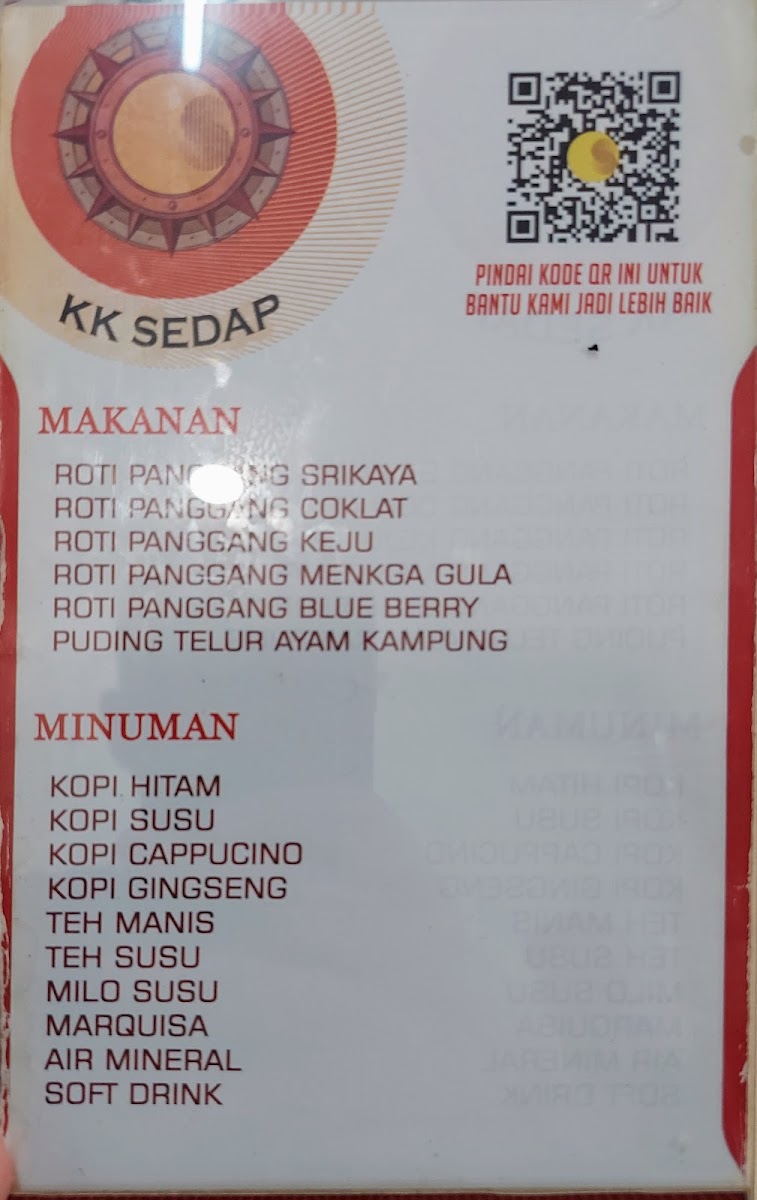 KK SEDAP
PINDAI KODE QR INI UNTUK
BANTU KAMI JADI LEBIH BAIK
MAKANAN
ROTI PANGGANG SRIKAYA
ROTI PANGGANG COKLAT
ROTI PANGGANG KEJU
ROTI PANGGANG MENKGA GULA
ROTI PANGGANG BLUE BERRY
PUDING TELUR AYAM KAMPUNG
MINUMAN
KOPI HITAM
KOPI SUSU
KOPI CAPPUCINO
KOPI GINGSENG
TEH MANIS
TEH SUSU
MILO SUSU
MARQUISA
AIR MINERAL
SOFT DRINK